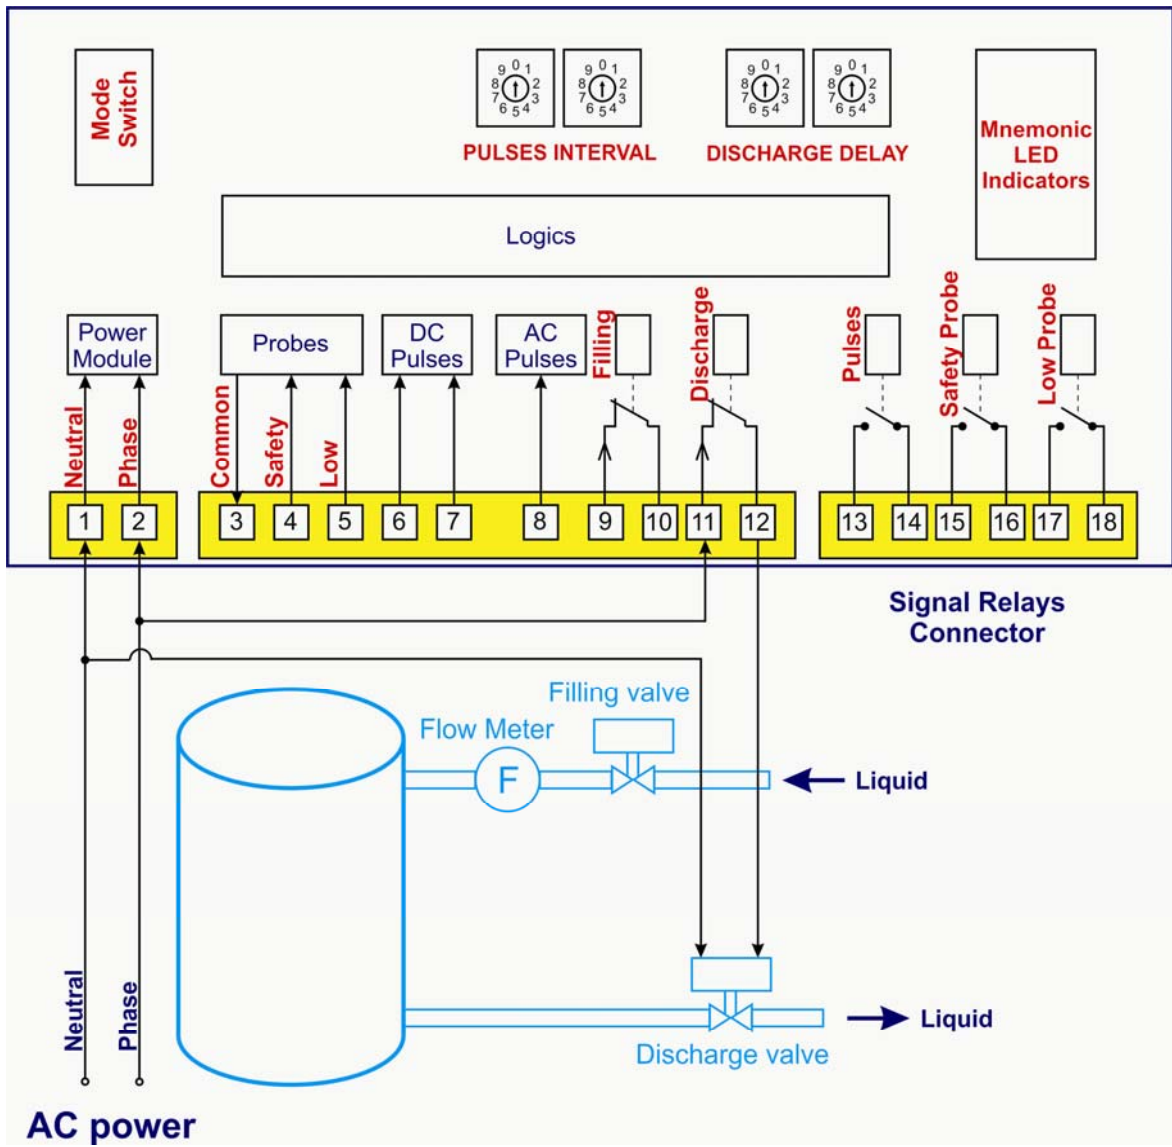 Mode
Switch
9 0 1
8 2
7 3
6 5 4
9 0 1
8 2
7 3
6 5 4
PULSES INTERVAL
9 0 1
8 2
7 3
6 5 4
9 0 1
8 2
7 3
6 5 4
DISCHARGE DELAY
Mnemonic
LED
Indicators
Logics
Power
Module
Probes
DC
Pulses
AC
Pulses
Filling
Discharge
Pulses
Safety Probe
Low Probe
Neutral
Phase
Common
Safety
Low
1
2
3
4
5
6
7
8
9
10
11
12
13
14
15
16
17
18
Signal Relays
Connector
Filling valve
Flow Meter
F
Liquid
Liquid
Discharge valve
Neutral
Phase
AC power